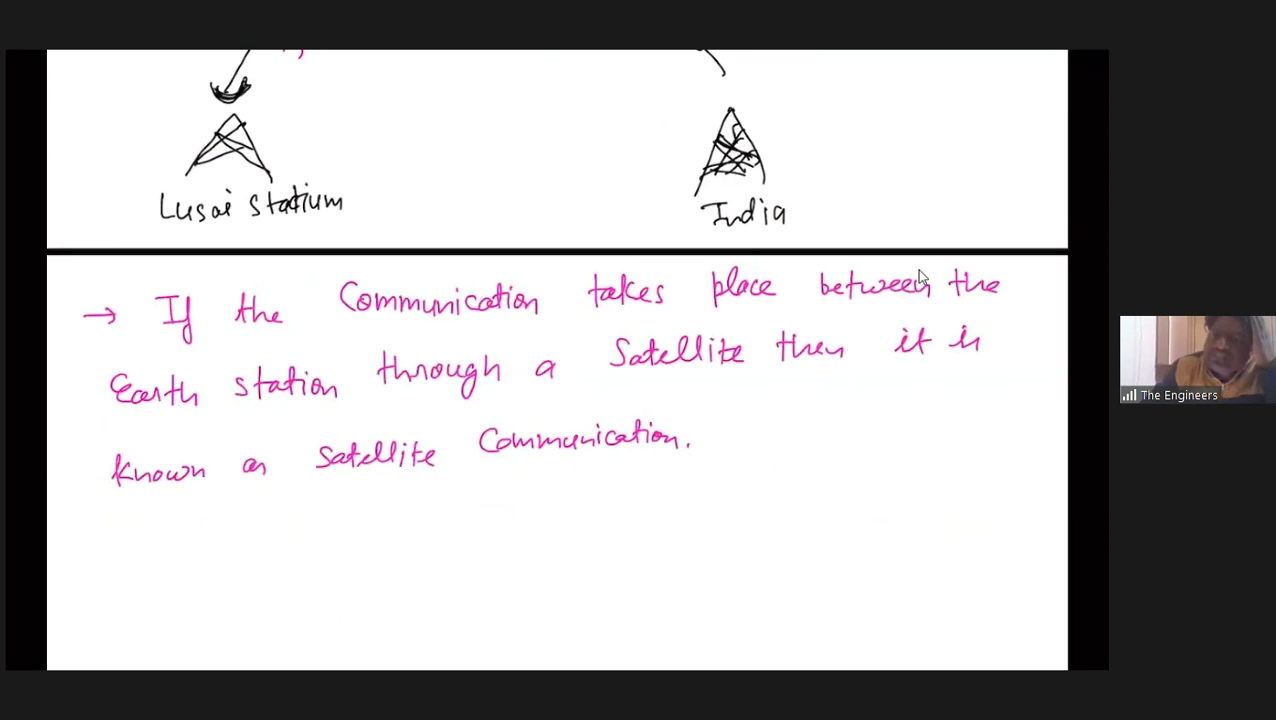 Lusai Statium
India
→ If the Communication takes place between the
Earth station through a Satellite then it is
known as Satellite Communication.
The Engineers